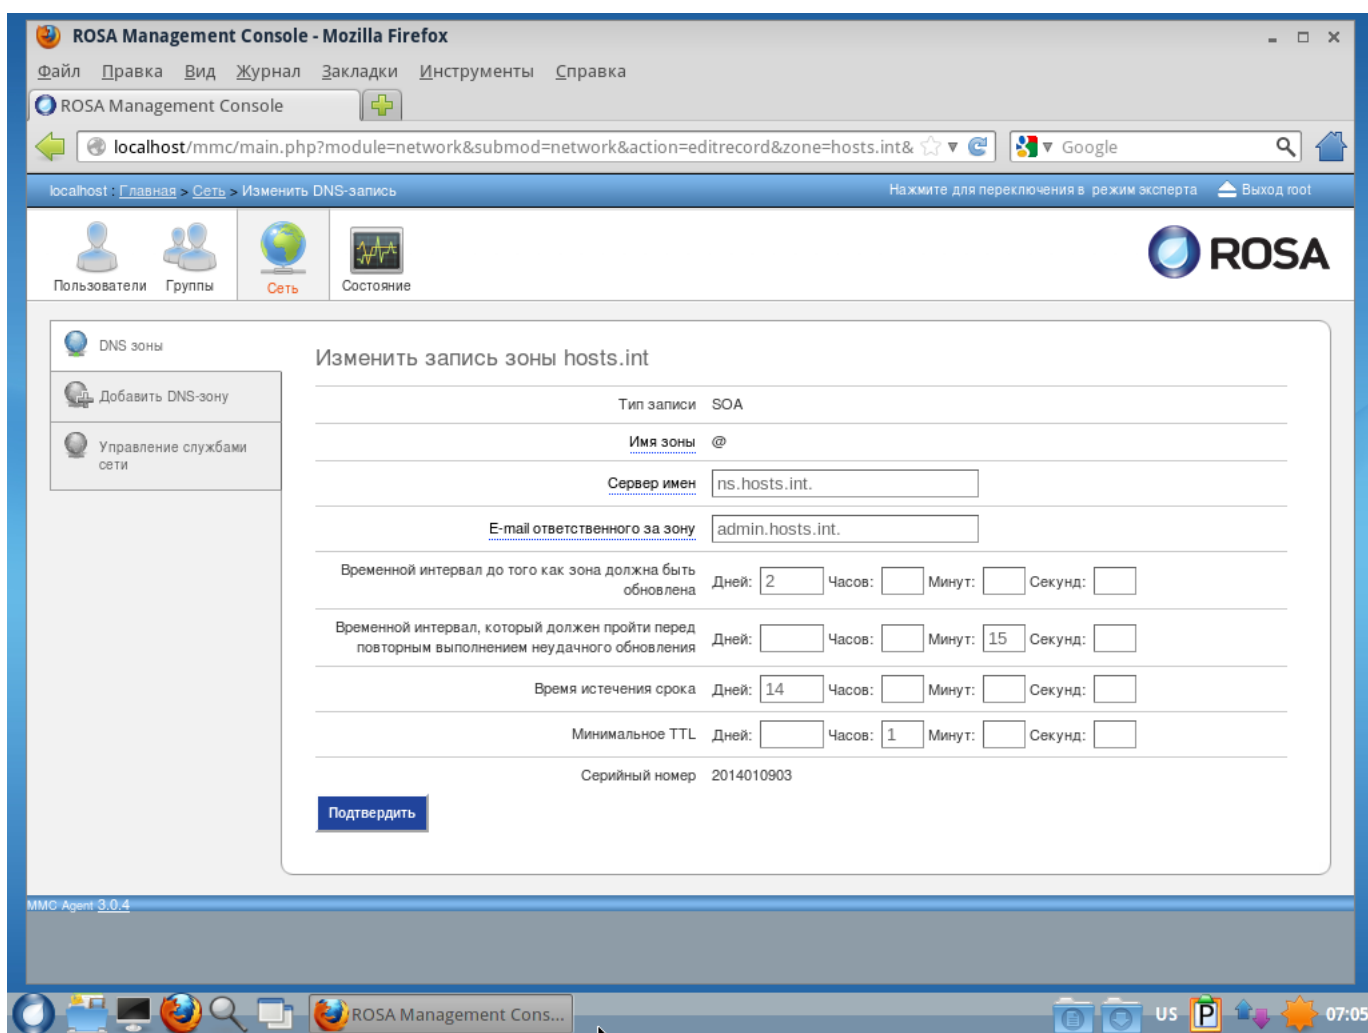 ROSA Management Console - Mozilla Firefox
Файл Правка Вид Журнал Закладки Инструменты Справка
ROSA Management Console
localhost/mmc/main.php?module=network&submod=network&action=editrecord&zone=hosts.int& Google
localhost : Главная > Сеть > Изменить DNS-запись Нажмите для переключения в режим эксперта Выход root
Пользователи Группы Сеть Состояние ROSA
DNS зоны
Добавить DNS-зону
Управление службами
сети
Изменить запись зоны hosts.int
Тип записи SOA
Имя зоны @
Сервер имен ns.hosts.int.
E-mail ответственного за зону admin.hosts.int.
Временной интервал до того как зона должна быть
обновлена Дней: 2 Часов: Минут: Секунд:
Временной интервал, который должен пройти перед
повторным выполнением неудачного обновления Дней: Часов: Минут: 15 Секунд:
Время истечения срока Дней: 14 Часов: Минут: Секунд:
Минимальное TTL Дней: Часов: 1 Минут: Секунд:
Серийный номер 2014010903
Подтвердить
MMC Agent 3.0.4
ROSA Management Cons... US P 07:05